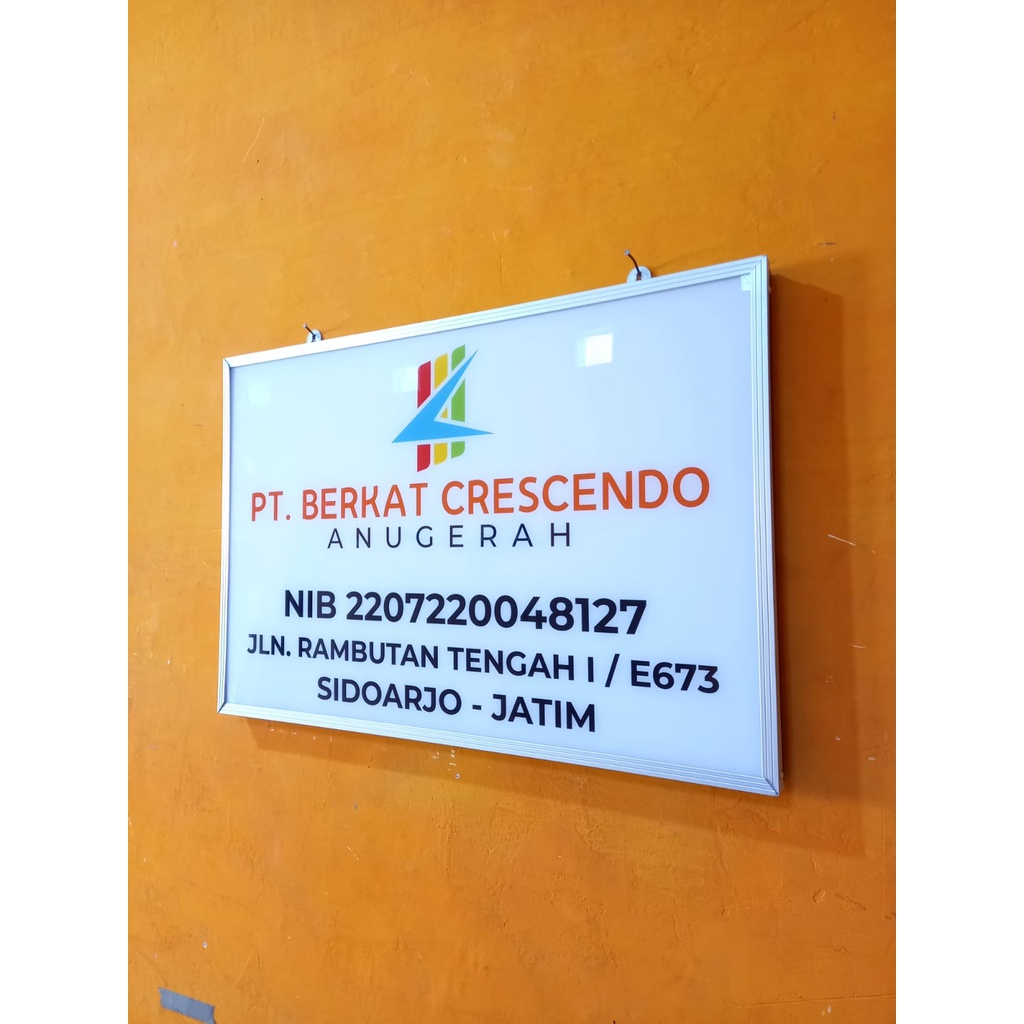 PT. BERKAT CRESCENDO
ANUGERAH
NIB 2207220048127
JLN. RAMBUTAN TENGAH I / E673
SIDOARJO - JATIM